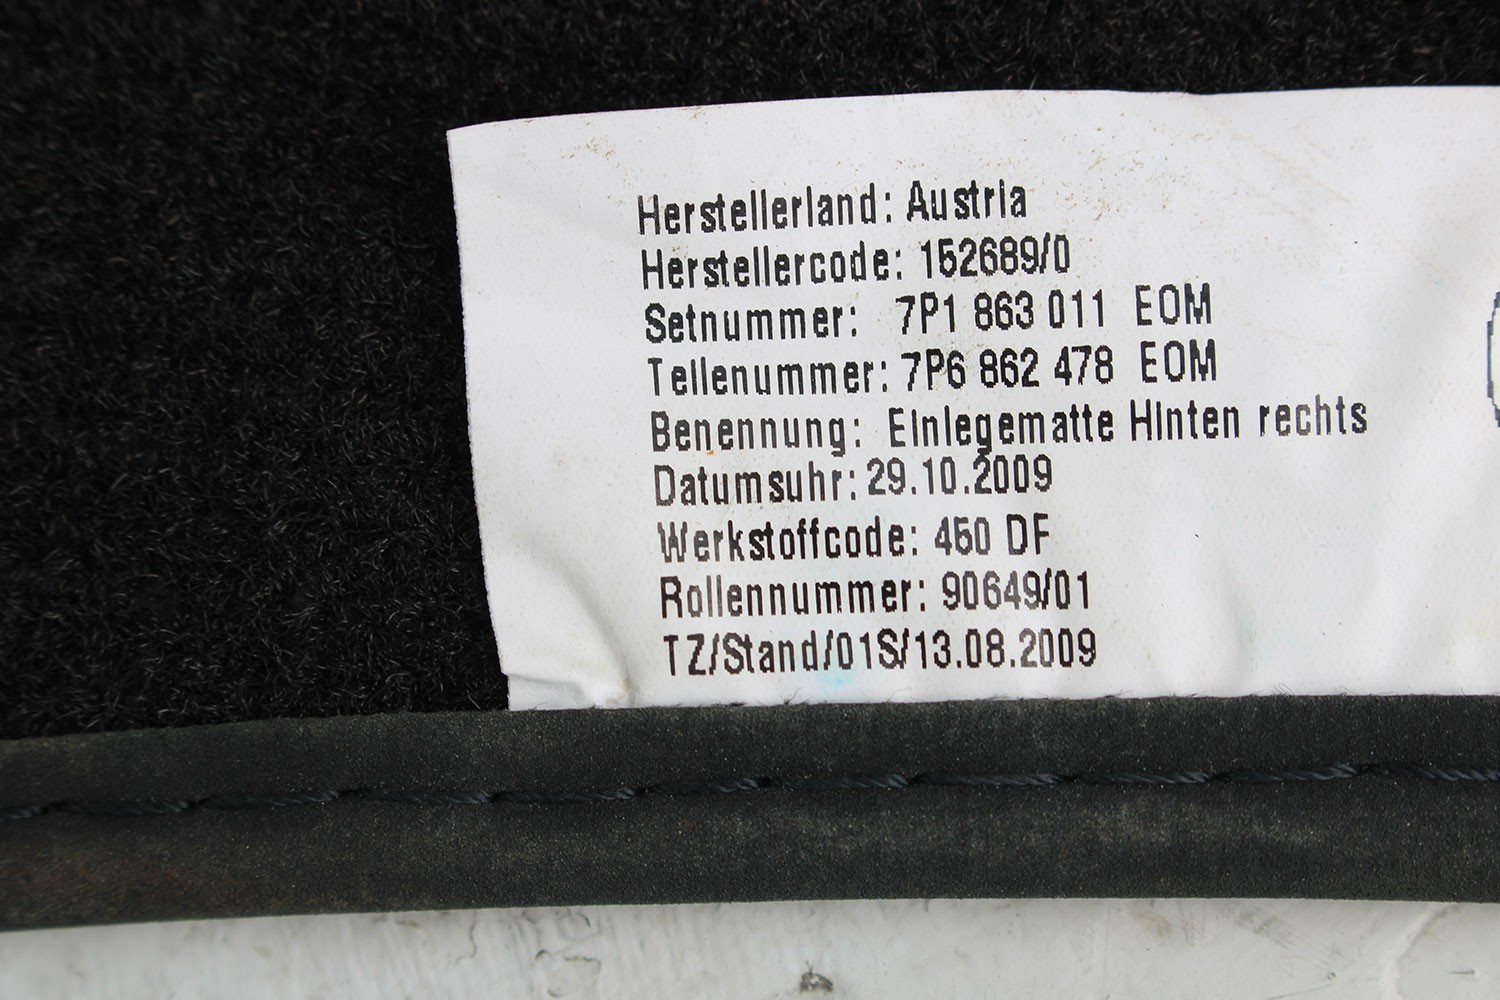 Herstellerland: Austria
Herstellercode: 152689/0
Setnummer: 7P1 863 011 EOM
Teilenummer: 7P6 862 478 EOM
Benennung: Einlegematte Hinten rechts
Datumsuhr: 29.10.2009
Werkstoffcode: 450 DF
Rollennummer: 90649/01
TZ/Stand/01S/13.08.2009